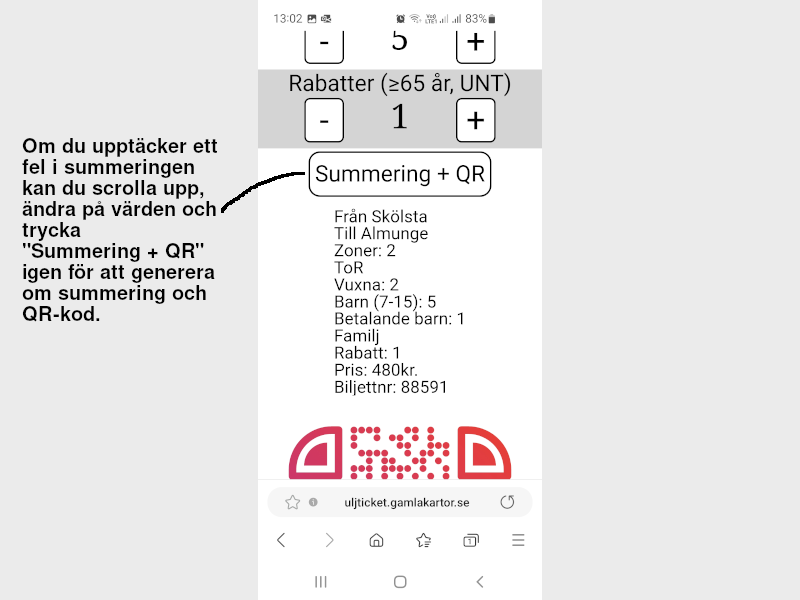 13:02
83%
- 5 +
Rabatter (≥65 år, UNT)
- 1 +
Om du upptäcker ett
fel i summeringen
kan du scrolla upp,
ändra på värden och
trycka
"Summering + QR"
igen för att generera
om summering och
QR-kod.
Summering + QR
Från Skölsta
Till Almunge
Zoner: 2
ToR
Vuxna: 2
Barn (7-15): 5
Betalande barn: 1
Familj
Rabatt: 1
Pris: 480kr.
Biljettnr: 88591
uljticket.gamlakartor.se
1